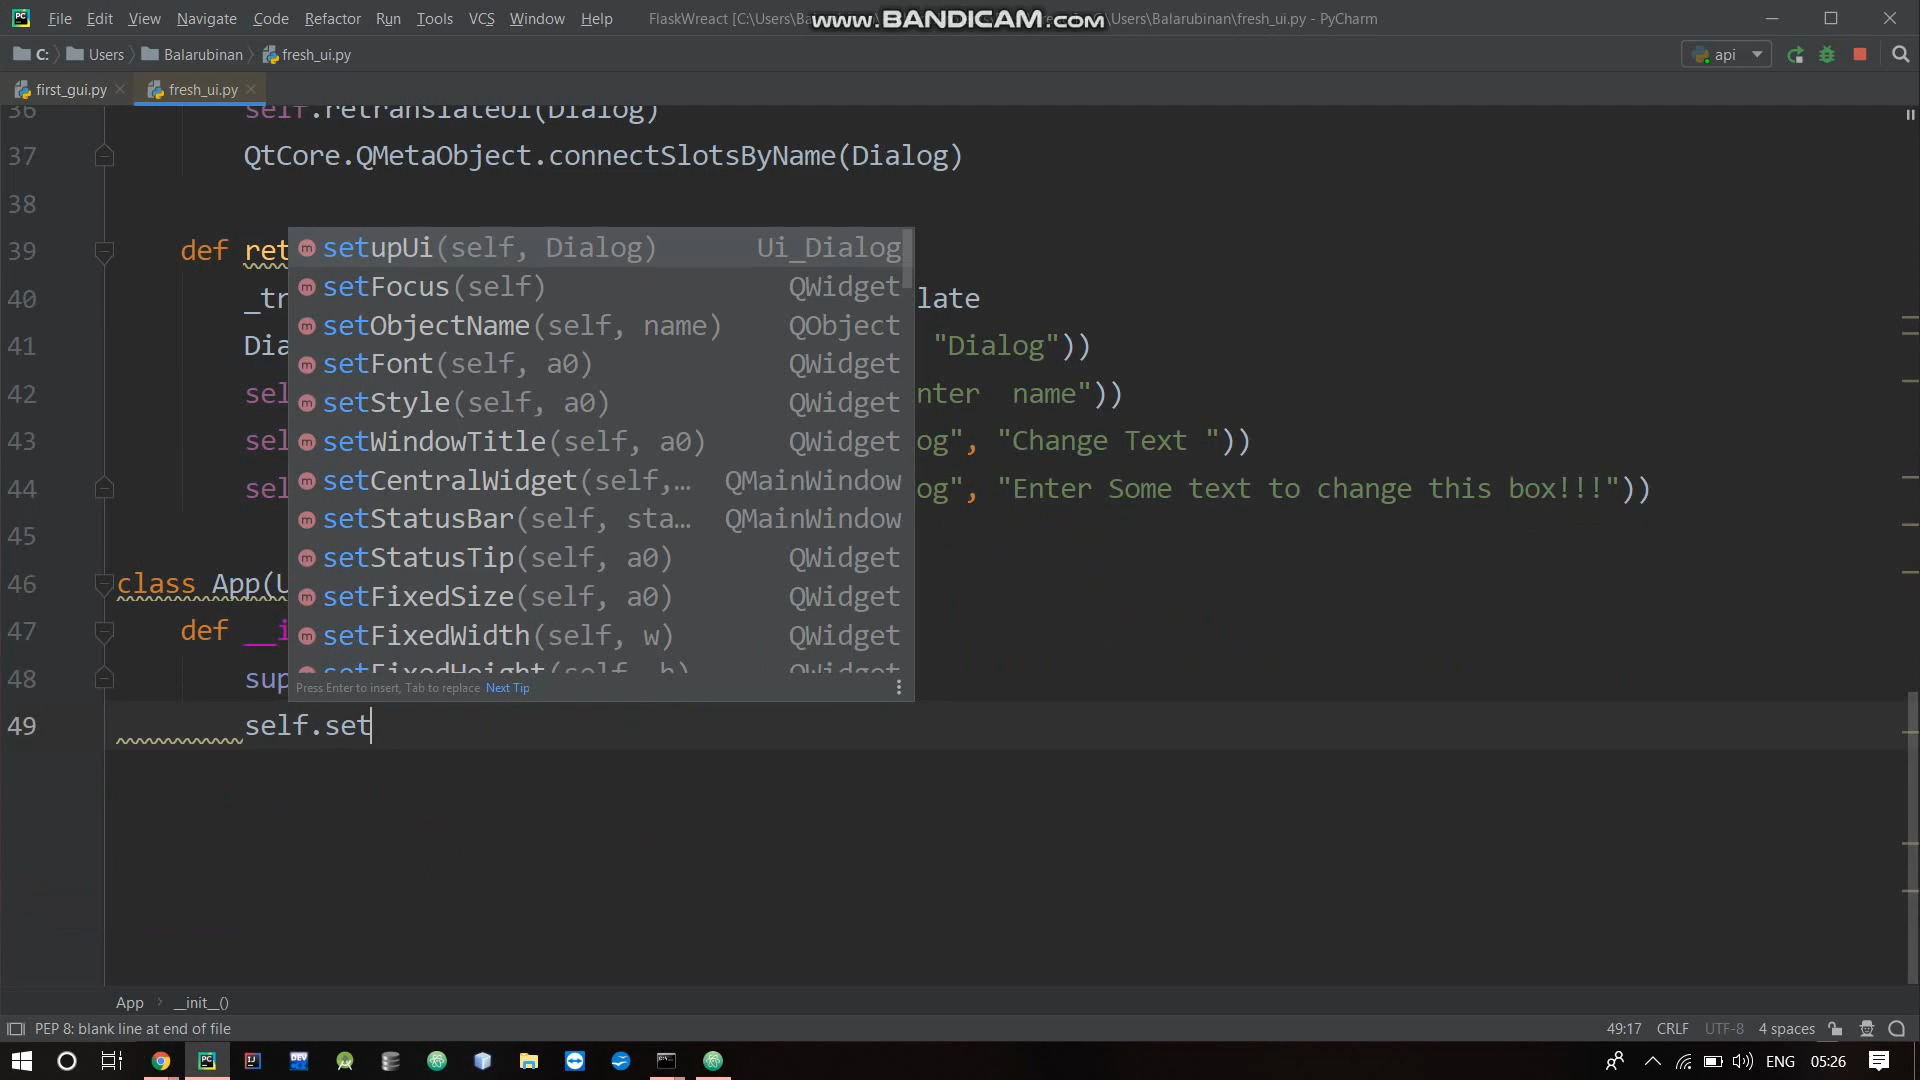 File Edit View Navigate Code Refactor Run Tools VCS Window Help FlaskWreact [C:\Users\Ba www.BANDICAM.com \Users\Balarubinan\fresh_ui.py - PyCharm
C: Users Balarubinan fresh_ui.py api
first_gui.py fresh_ui.py
36 self.retranslateUi(Dialog)
37 QtCore.QMetaObject.connectSlotsByName(Dialog)
38
39 def ret
40 _tr late
41 Dia "Dialog"))
42 sel nter  name"))
43 sel og", "Change Text "))
44 sel og", "Enter Some text to change this box!!!"))
45
46 class App(U
47 def __i
48 sup
49 self.set
setupUi(self, Dialog) Ui_Dialog
setFocus(self) QWidget
setObjectName(self, name) QObject
setFont(self, a0) QWidget
setStyle(self, a0) QWidget
setWindowTitle(self, a0) QWidget
setCentralWidget(self,… QMainWindow
setStatusBar(self, sta… QMainWindow
setStatusTip(self, a0) QWidget
setFixedSize(self, a0) QWidget
setFixedWidth(self, w) QWidget
setFixedHeight(self, h) QWidget
Press Enter to insert, Tab to replace Next Tip
App __init__()
PEP 8: blank line at end of file 49:17 CRLF UTF-8 4 spaces
ENG 05:26